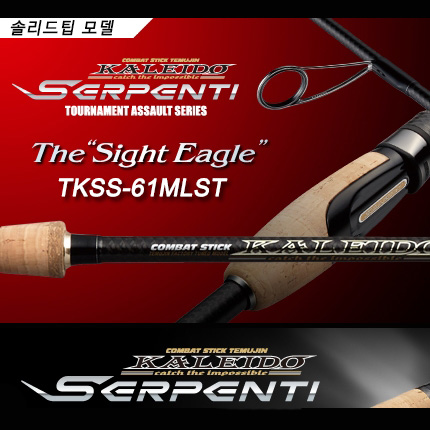 솔리드팁 모델
COMBAT STICK TEMUJIN
KALEIDO
catch the impossible
SERPENTI
TOURNAMENT ASSAULT SERIES
The "Sight Eagle"
TKSS-61MLST
COMBAT STICK KALEIDO
catch the impossible
COMBAT STICK TEMUJIN
KALEIDO
catch the impossible
SERPENTI